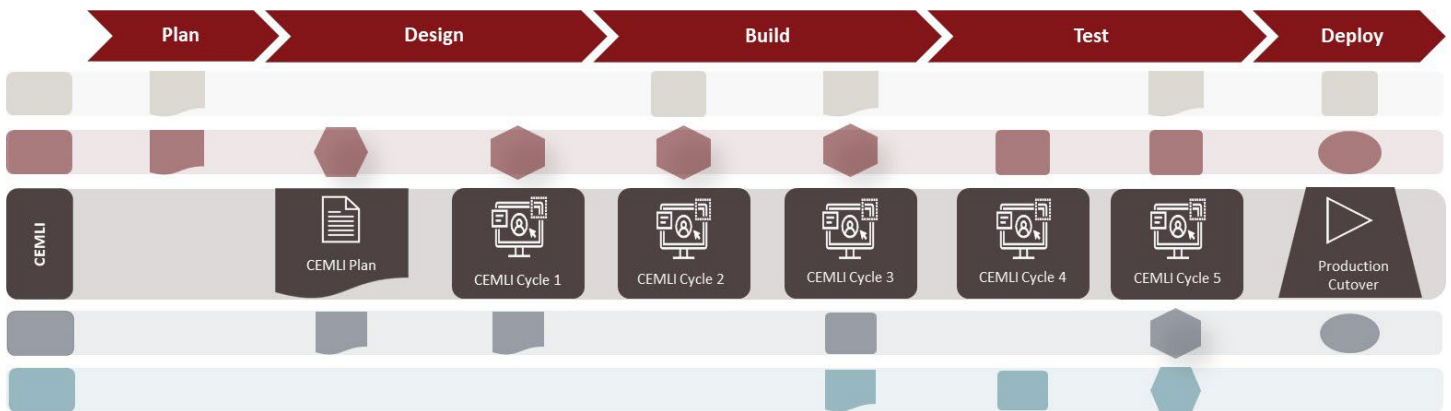 Plan
Design
Build
Test
Deploy
CEMLI
CEMLI Plan
CEMLI Cycle 1
CEMLI Cycle 2
CEMLI Cycle 3
CEMLI Cycle 4
CEMLI Cycle 5
Production
Cutover